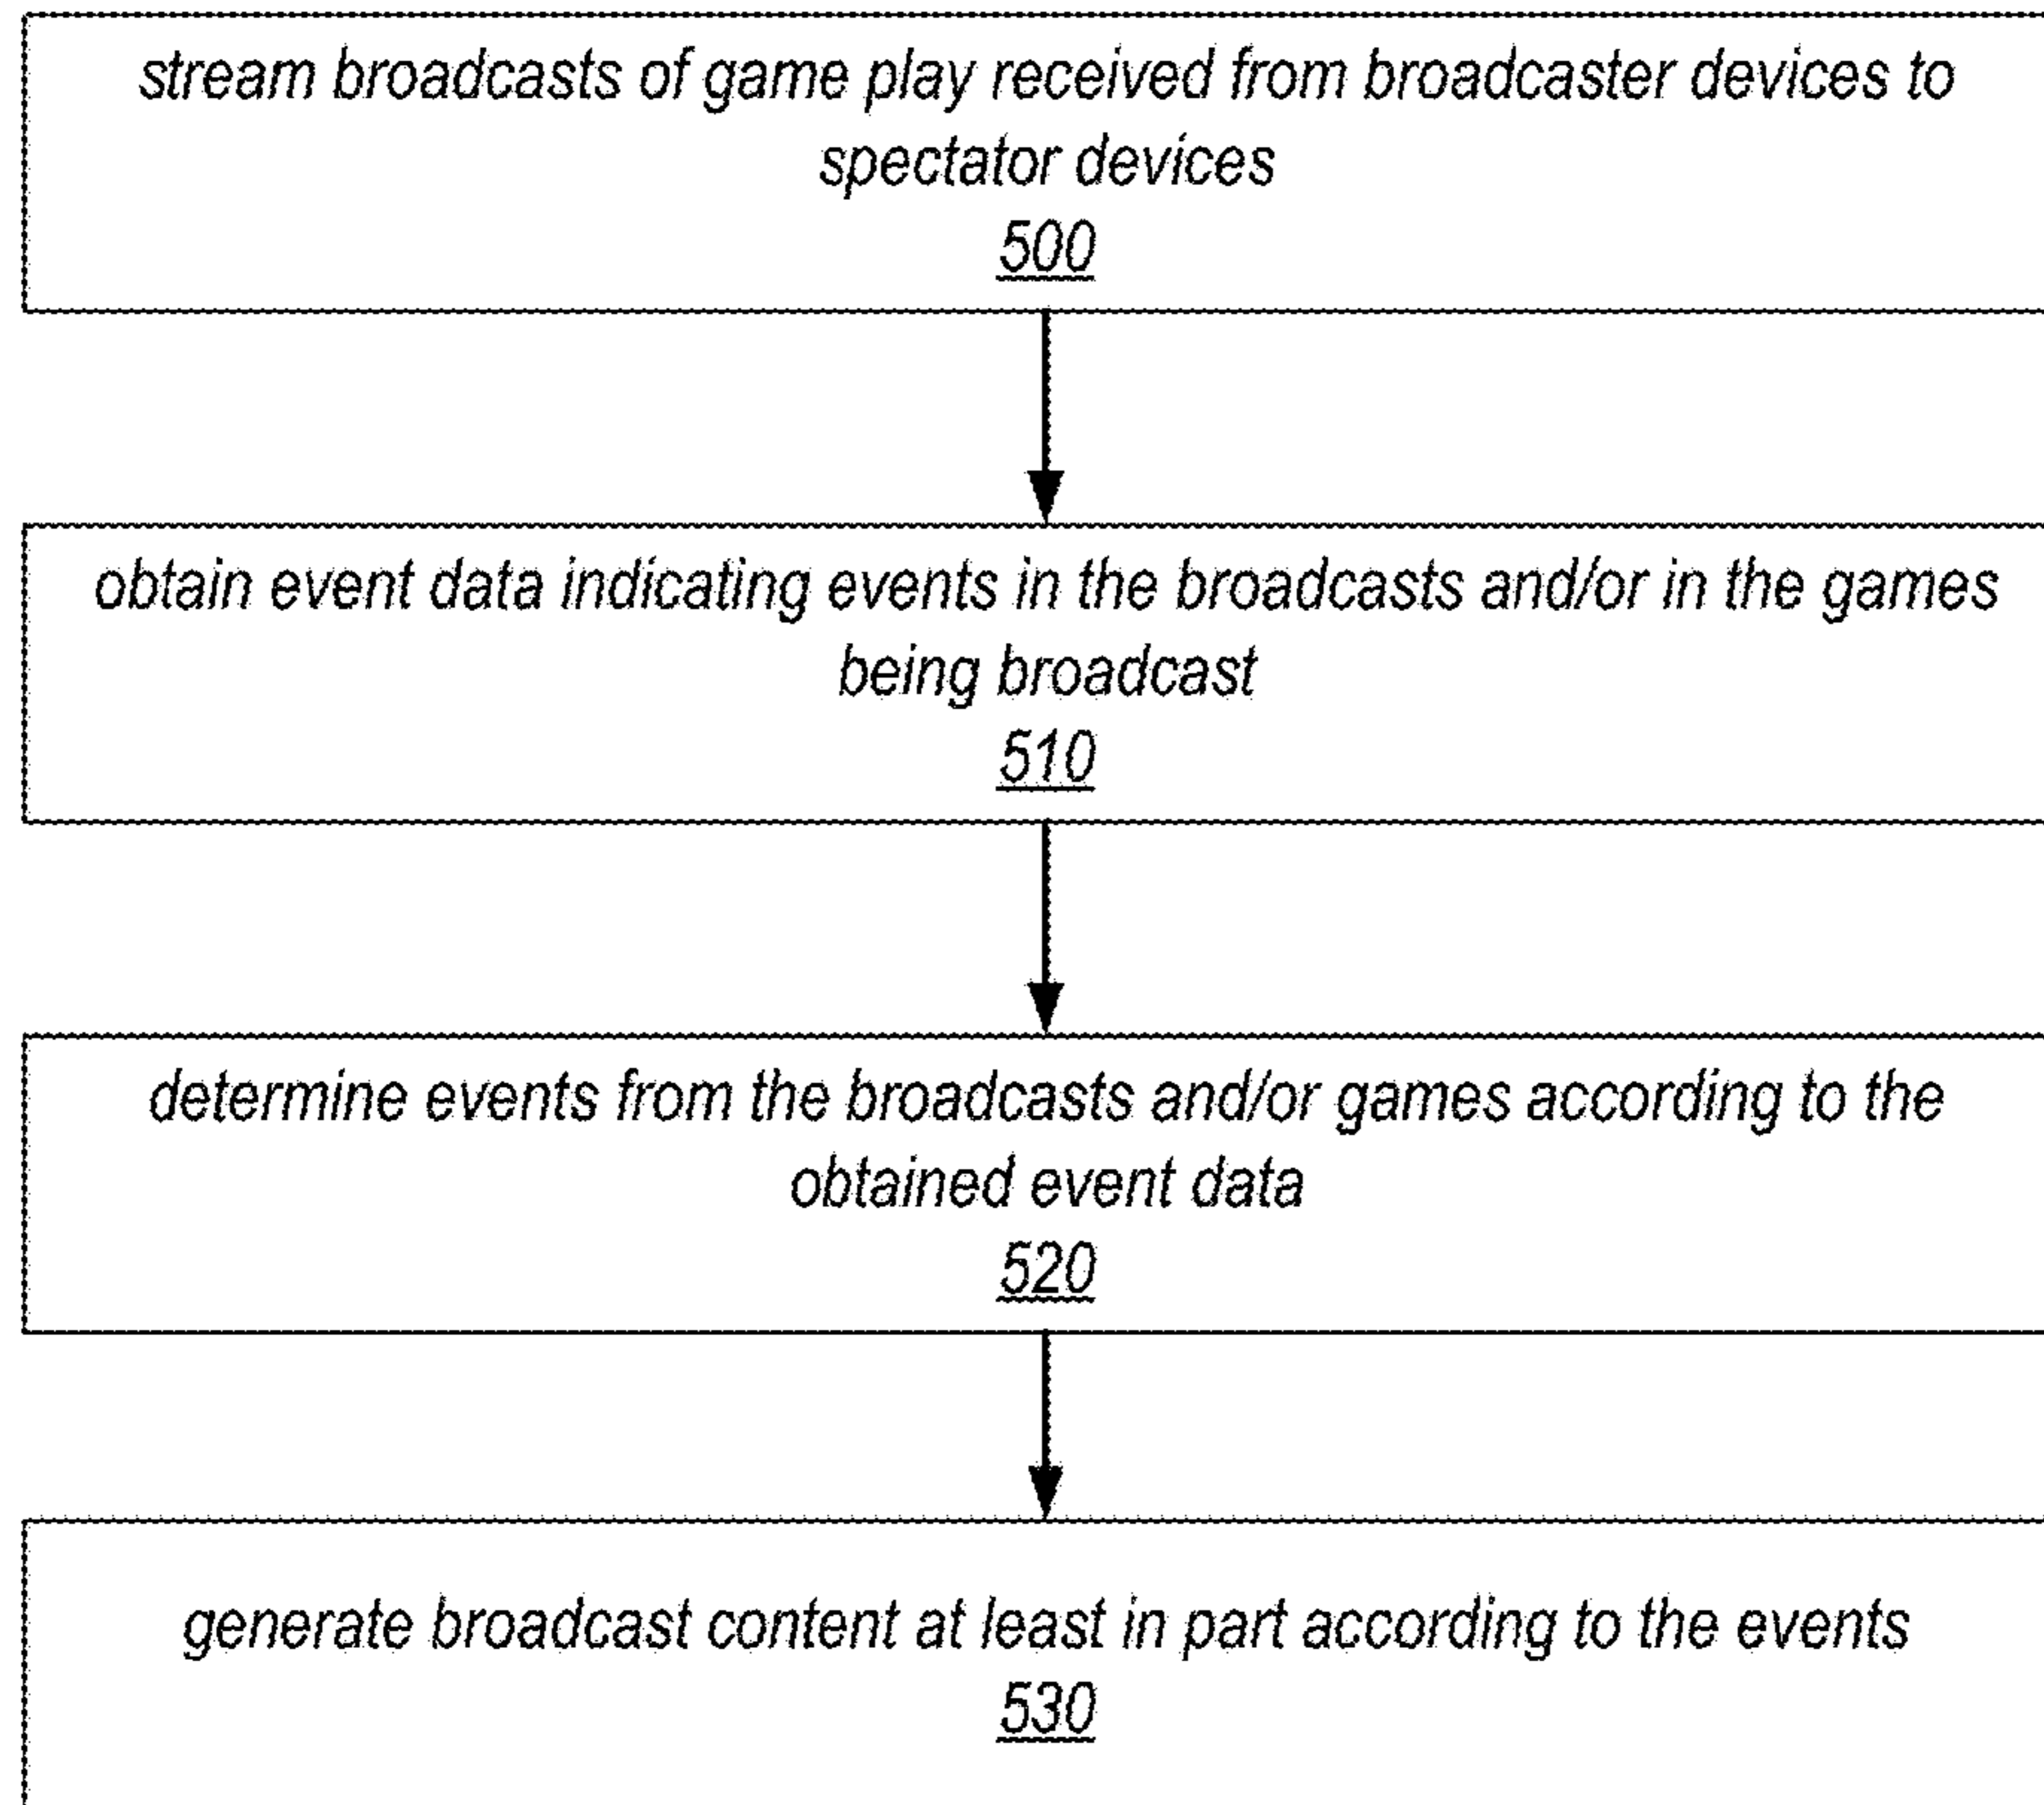 stream broadcasts of game play received from broadcaster devices to
spectator devices
500
obtain event data indicating events in the broadcasts and/or in the games
being broadcast
510
determine events from the broadcasts and/or games according to the
obtained event data
520
generate broadcast content at least in part according to the events
530